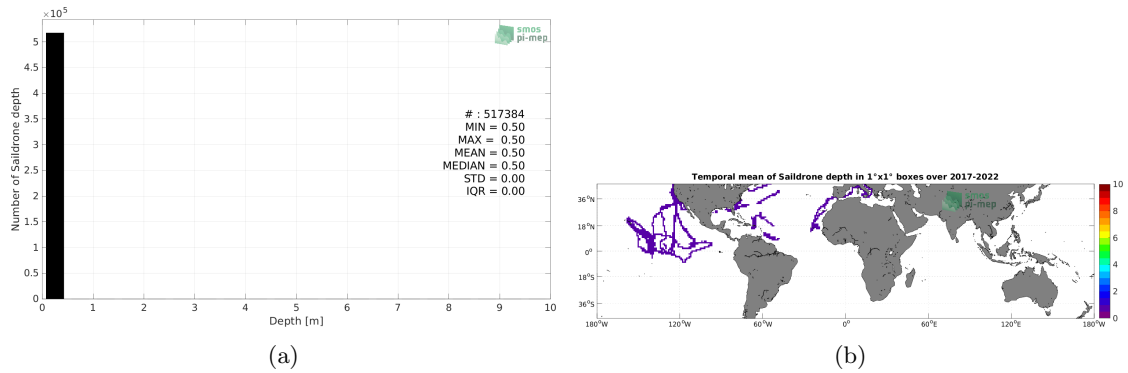 ×10⁵
5
4.5
4
3.5
3
2.5
2
1.5
1
0.5
0
Number of Saildrone depth
0 1 2 3 4 5 6 7 8 9 10
Depth [m]
smos
pi-mep
# : 517384
MIN = 0.50
MAX = 0.50
MEAN = 0.50
MEDIAN = 0.50
STD = 0.00
IQR = 0.00
(a)
Temporal mean of Saildrone depth in 1°x1° boxes over 2017-2022
smos
pi-mep
36°N
18°N
0°
18°S
36°S
180°W 120°W 60°W 0° 60°E 120°E 180°W
10
8
6
4
2
0
(b)